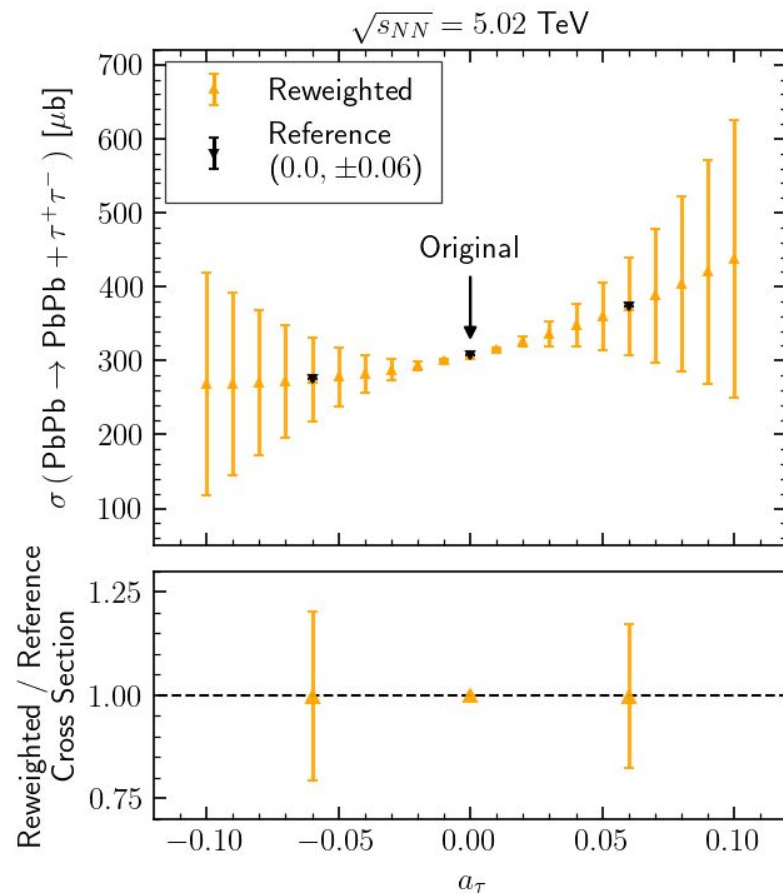 √s_NN = 5.02 TeV
700
600
500
400
300
200
100
σ (PbPb → PbPb + τ⁺τ⁻) [μb]
Reweighted
Reference
(0.0, ±0.06)
Original
1.25
1.00
0.75
Reweighted / Reference
Cross Section
−0.10 −0.05 0.00 0.05 0.10
a_τ